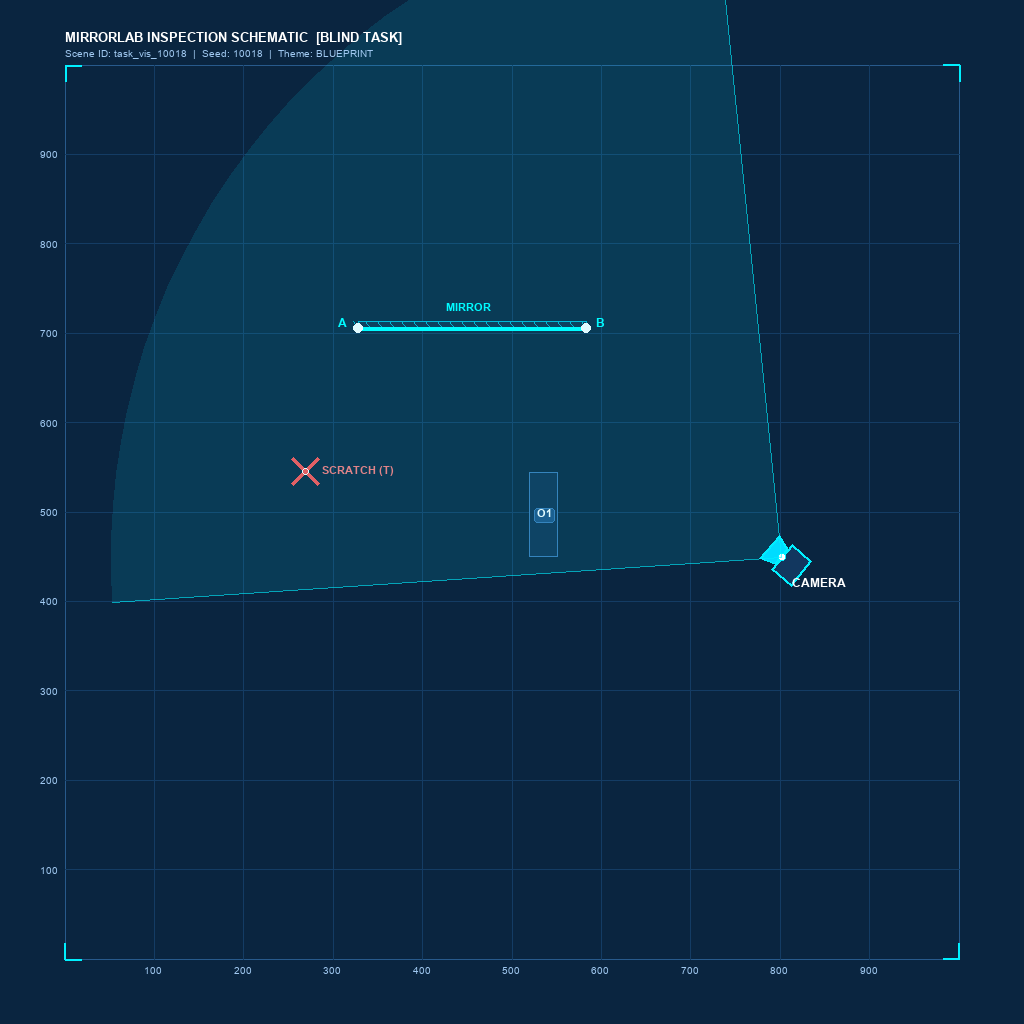 MIRRORLAB INSPECTION SCHEMATIC [BLIND TASK]
Scene ID: task_vis_10018 | Seed: 10018 | Theme: BLUEPRINT
900
800
MIRROR
A
B
700
600
SCRATCH (T)
500
O1
CAMERA
400
300
200
100
100 200 300 400 500 600 700 800 900